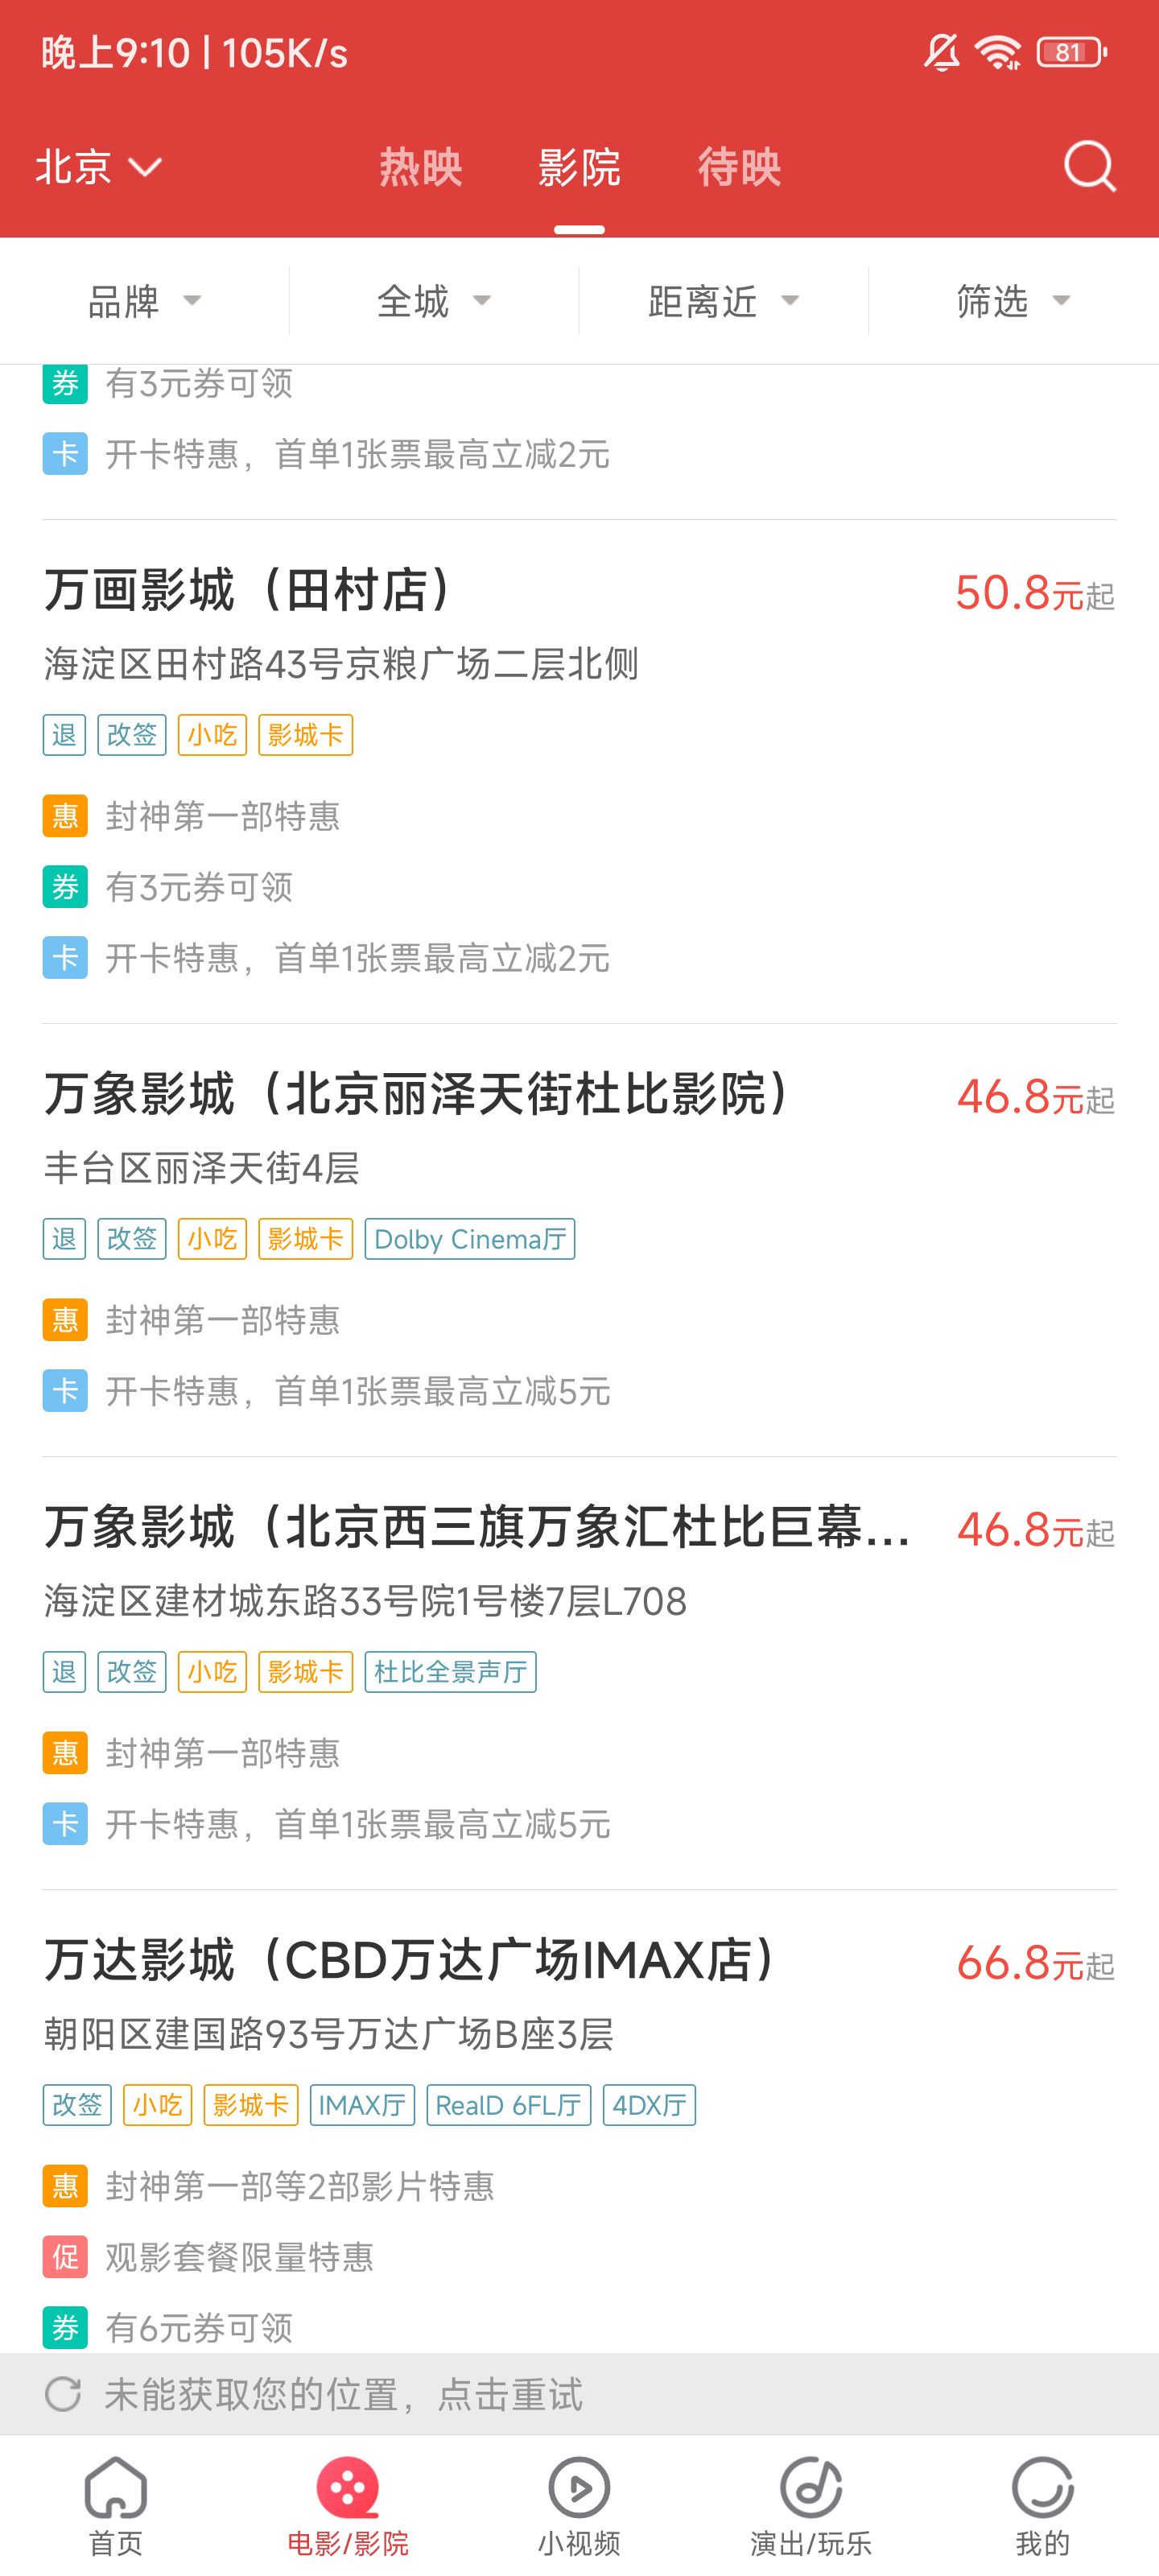 晚上9:10 | 105K/s
81
北京
热映 影院 待映
品牌 全城 距离近 筛选
券 有3元券可领
卡 开卡特惠，首单1张票最高立减2元
万画影城（田村店） 50.8元起
海淀区田村路43号京粮广场二层北侧
退 改签 小吃 影城卡
惠 封神第一部特惠
券 有3元券可领
卡 开卡特惠，首单1张票最高立减2元
万象影城（北京丽泽天街杜比影院） 46.8元起
丰台区丽泽天街4层
退 改签 小吃 影城卡 Dolby Cinema厅
惠 封神第一部特惠
卡 开卡特惠，首单1张票最高立减5元
万象影城（北京西三旗万象汇杜比巨幕... 46.8元起
海淀区建材城东路33号院1号楼7层L708
退 改签 小吃 影城卡 杜比全景声厅
惠 封神第一部特惠
卡 开卡特惠，首单1张票最高立减5元
万达影城（CBD万达广场IMAX店） 66.8元起
朝阳区建国路93号万达广场B座3层
改签 小吃 影城卡 IMAX厅 RealD 6FL厅 4DX厅
惠 封神第一部等2部影片特惠
促 观影套餐限量特惠
券 有6元券可领
未能获取您的位置，点击重试
首页 电影/影院 小视频 演出/玩乐 我的